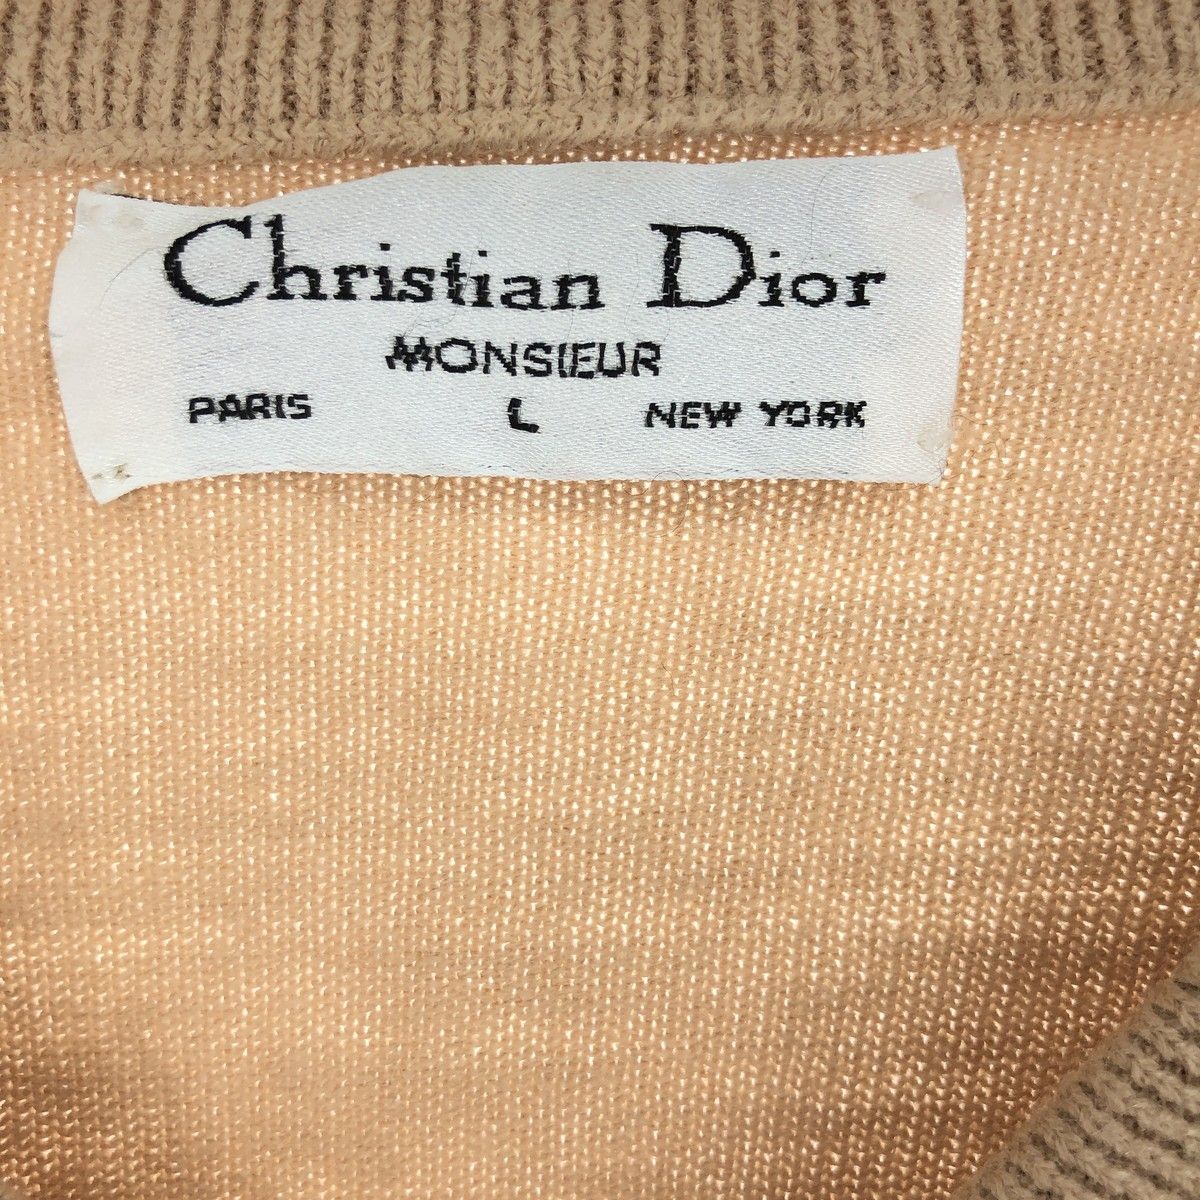 Christian Dior
MONSIEUR
PARIS L NEW YORK